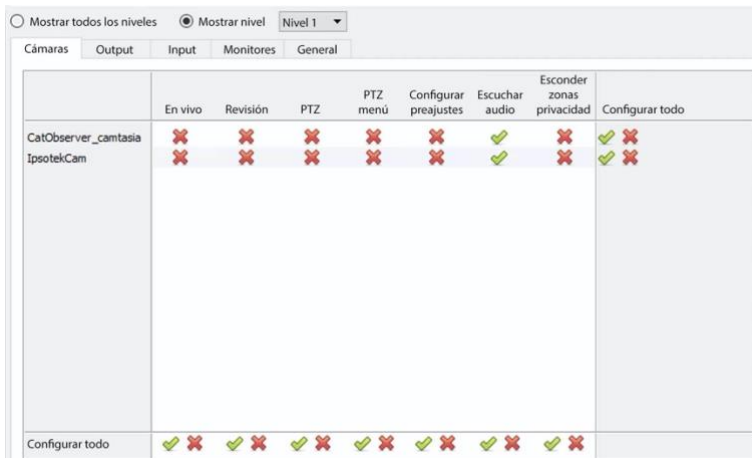 Mostrar todos los niveles Mostrar nivel Nivel 1
Cámaras Output Input Monitores General
En vivo Revisión PTZ PTZ menú Configurar preajustes Escuchar audio Esconder zonas privacidad Configurar todo
CatObserver_camtasia
IpsotekCam
Configurar todo